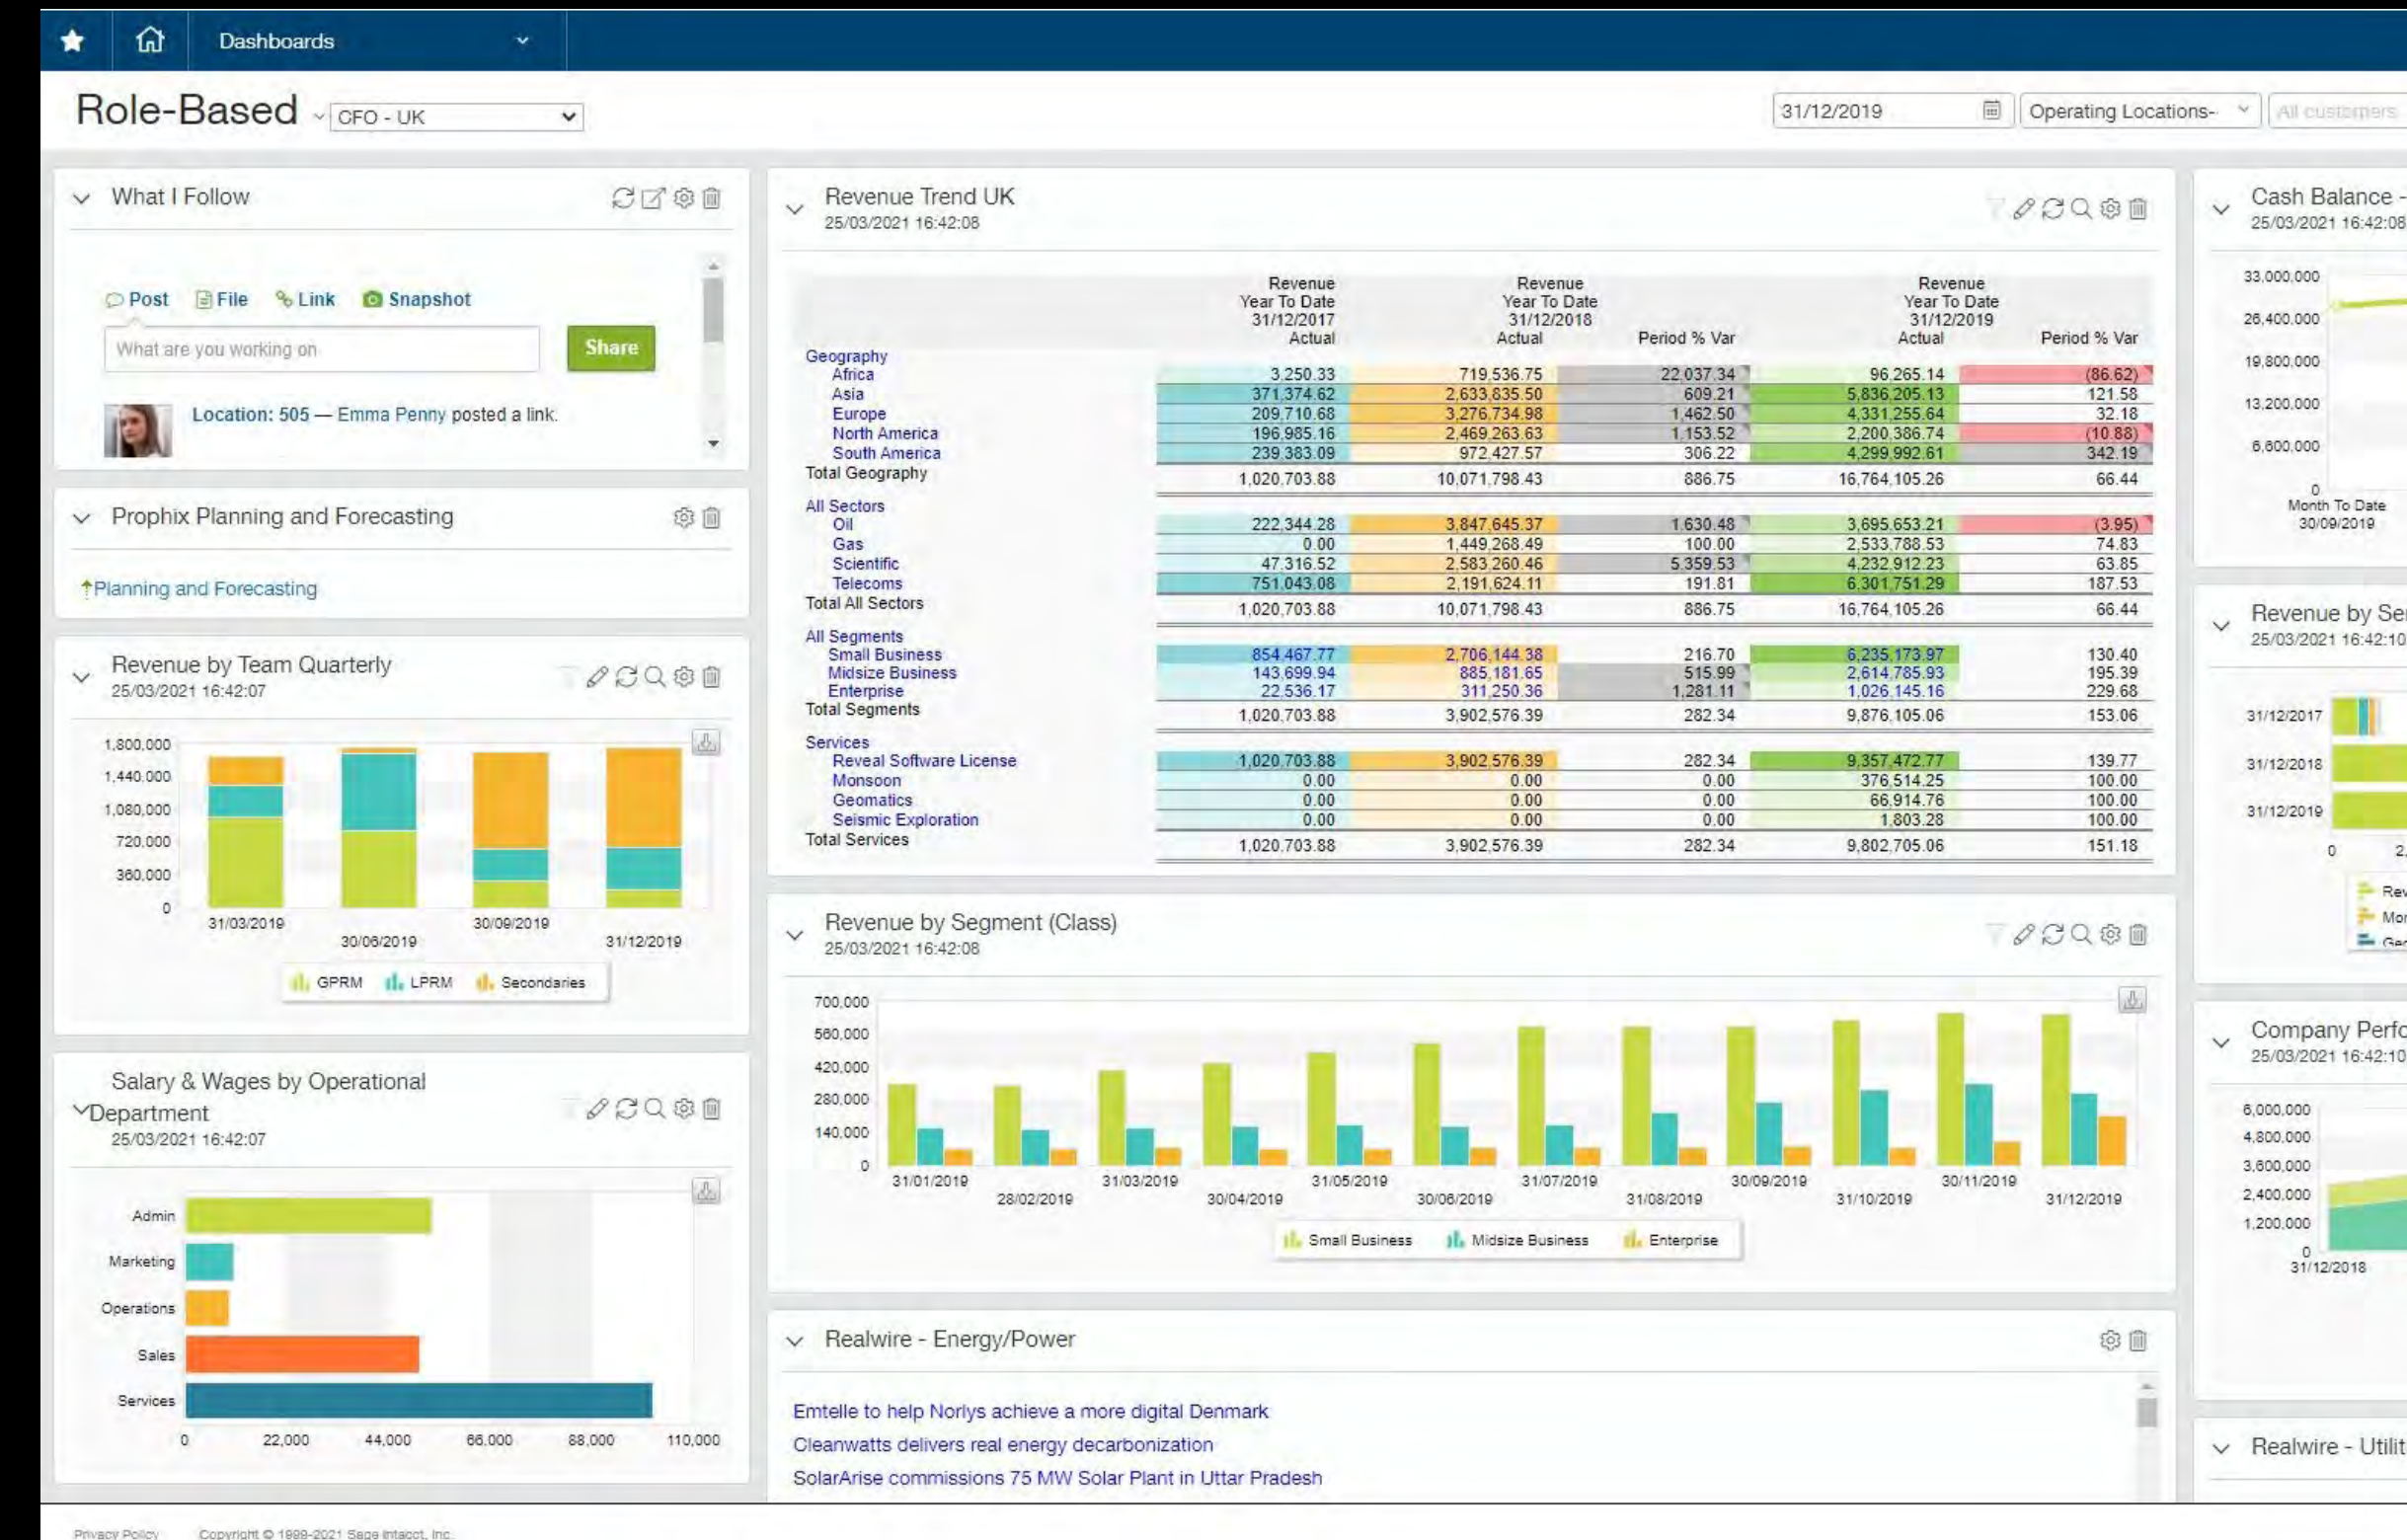 Dashboards
Role-Based
CFO - UK
31/12/2019
Operating Locations-
All customers
What I Follow
Post File Link Snapshot
What are you working on
Share
Location: 505 — Emma Penny posted a link.
Prophix Planning and Forecasting
Planning and Forecasting
Revenue by Team Quarterly
25/03/2021 16:42:07
1,800,000
1,440,000
1,080,000
720,000
360,000
0
31/03/2019
30/06/2019
30/09/2019
31/12/2019
GPRM LPRM Secondaries
Salary & Wages by Operational
Department
25/03/2021 16:42:07
Admin
Marketing
Operations
Sales
Services
0 22,000 44,000 66,000 88,000 110,000
Revenue Trend UK
25/03/2021 16:42:08
Revenue Revenue Revenue
Year To Date Year To Date Year To Date
31/12/2017 31/12/2018 31/12/2019
Actual Actual Period % Var Actual Period % Var
Geography
Africa 3,250.33 719,536.75 22,037.34 96,265.14 (86.62)
Asia 371,374.62 2,633,835.50 609.21 5,836,205.13 121.58
Europe 209,710.68 3,276,734.98 1,462.50 4,331,255.64 32.18
North America 196,985.16 2,469,263.63 1,153.52 2,200,386.74 (10.88)
South America 239,383.09 972,427.57 306.22 4,299,992.61 342.19
Total Geography 1,020,703.88 10,071,798.43 886.75 16,764,105.26 66.44
All Sectors
Oil 222,344.28 3,847,645.37 1,630.48 3,695,653.21 (3.95)
Gas 0.00 1,449,268.49 100.00 2,533,788.53 74.83
Scientific 47,316.52 2,583,260.46 5,359.53 4,232,912.23 63.85
Telecoms 751,043.08 2,191,624.11 191.81 6,301,751.29 187.53
Total All Sectors 1,020,703.88 10,071,798.43 886.75 16,764,105.26 66.44
All Segments
Small Business 854,467.77 2,706,144.38 216.70 6,235,173.97 130.40
Midsize Business 143,699.94 885,181.65 515.99 2,614,785.93 195.39
Enterprise 22,536.17 311,250.36 1,281.11 1,026,145.16 229.68
Total Segments 1,020,703.88 3,902,576.39 282.34 9,876,105.06 153.06
Services
Reveal Software License 1,020,703.88 3,902,576.39 282.34 9,357,472.77 139.77
Monsoon 0.00 0.00 0.00 376,514.25 100.00
Geomatics 0.00 0.00 0.00 66,914.76 100.00
Seismic Exploration 0.00 0.00 0.00 1,803.28 100.00
Total Services 1,020,703.88 3,902,576.39 282.34 9,802,705.06 151.18
Revenue by Segment (Class)
25/03/2021 16:42:08
700,000
560,000
420,000
280,000
140,000
0
31/01/2019
28/02/2019
31/03/2019
30/04/2019
31/05/2019
30/06/2019
31/07/2019
31/08/2019
30/09/2019
31/10/2019
30/11/2019
31/12/2019
Small Business Midsize Business Enterprise
Realwire - Energy/Power
Emtelle to help Norlys achieve a more digital Denmark
Cleanwatts delivers real energy decarbonization
SolarArise commissions 75 MW Solar Plant in Uttar Pradesh
Cash Balance -
25/03/2021 16:42:08
33,000,000
26,400,000
19,800,000
13,200,000
6,600,000
0
Month To Date
30/09/2019
Revenue by Se
25/03/2021 16:42:10
31/12/2017
31/12/2018
31/12/2019
0 2,
Rev
Mon
Geo
Company Perfo
25/03/2021 16:42:10
6,000,000
4,800,000
3,600,000
2,400,000
1,200,000
0
31/12/2018
Realwire - Utilit
Privacy Policy Copyright © 1999-2021 Sage Intacct, Inc.